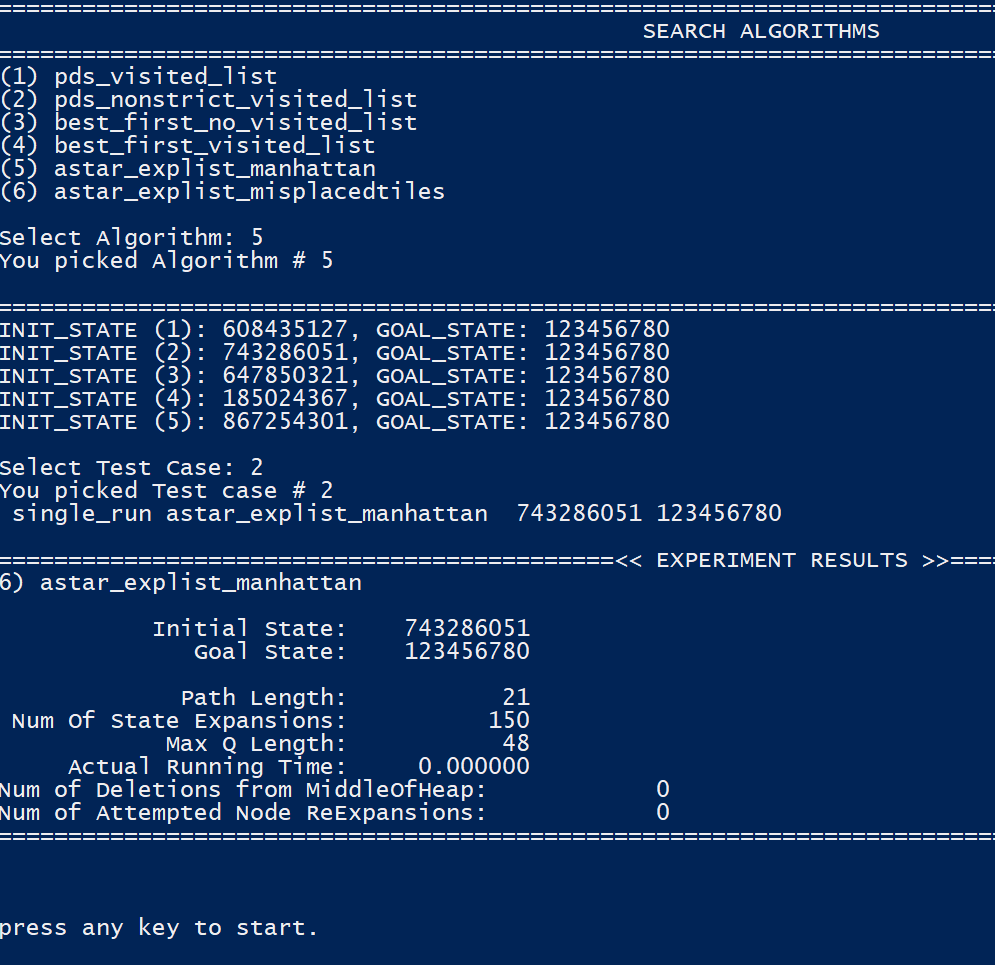 ===========================================================================
SEARCH ALGORITHMS
===========================================================================
(1) pds_visited_list
(2) pds_nonstrict_visited_list
(3) best_first_no_visited_list
(4) best_first_visited_list
(5) astar_explist_manhattan
(6) astar_explist_misplacedtiles
Select Algorithm: 5
You picked Algorithm # 5
===========================================================================
INIT_STATE (1): 608435127, GOAL_STATE: 123456780
INIT_STATE (2): 743286051, GOAL_STATE: 123456780
INIT_STATE (3): 647850321, GOAL_STATE: 123456780
INIT_STATE (4): 185024367, GOAL_STATE: 123456780
INIT_STATE (5): 867254301, GOAL_STATE: 123456780
Select Test Case: 2
You picked Test case # 2
single_run astar_explist_manhattan  743286051 123456780
============================================<< EXPERIMENT RESULTS >>====
6) astar_explist_manhattan
Initial State: 743286051
Goal State: 123456780
Path Length: 21
Num Of State Expansions: 150
Max Q Length: 48
Actual Running Time: 0.000000
Num of Deletions from MiddleOfHeap: 0
Num of Attempted Node ReExpansions: 0
===========================================================================
press any key to start.